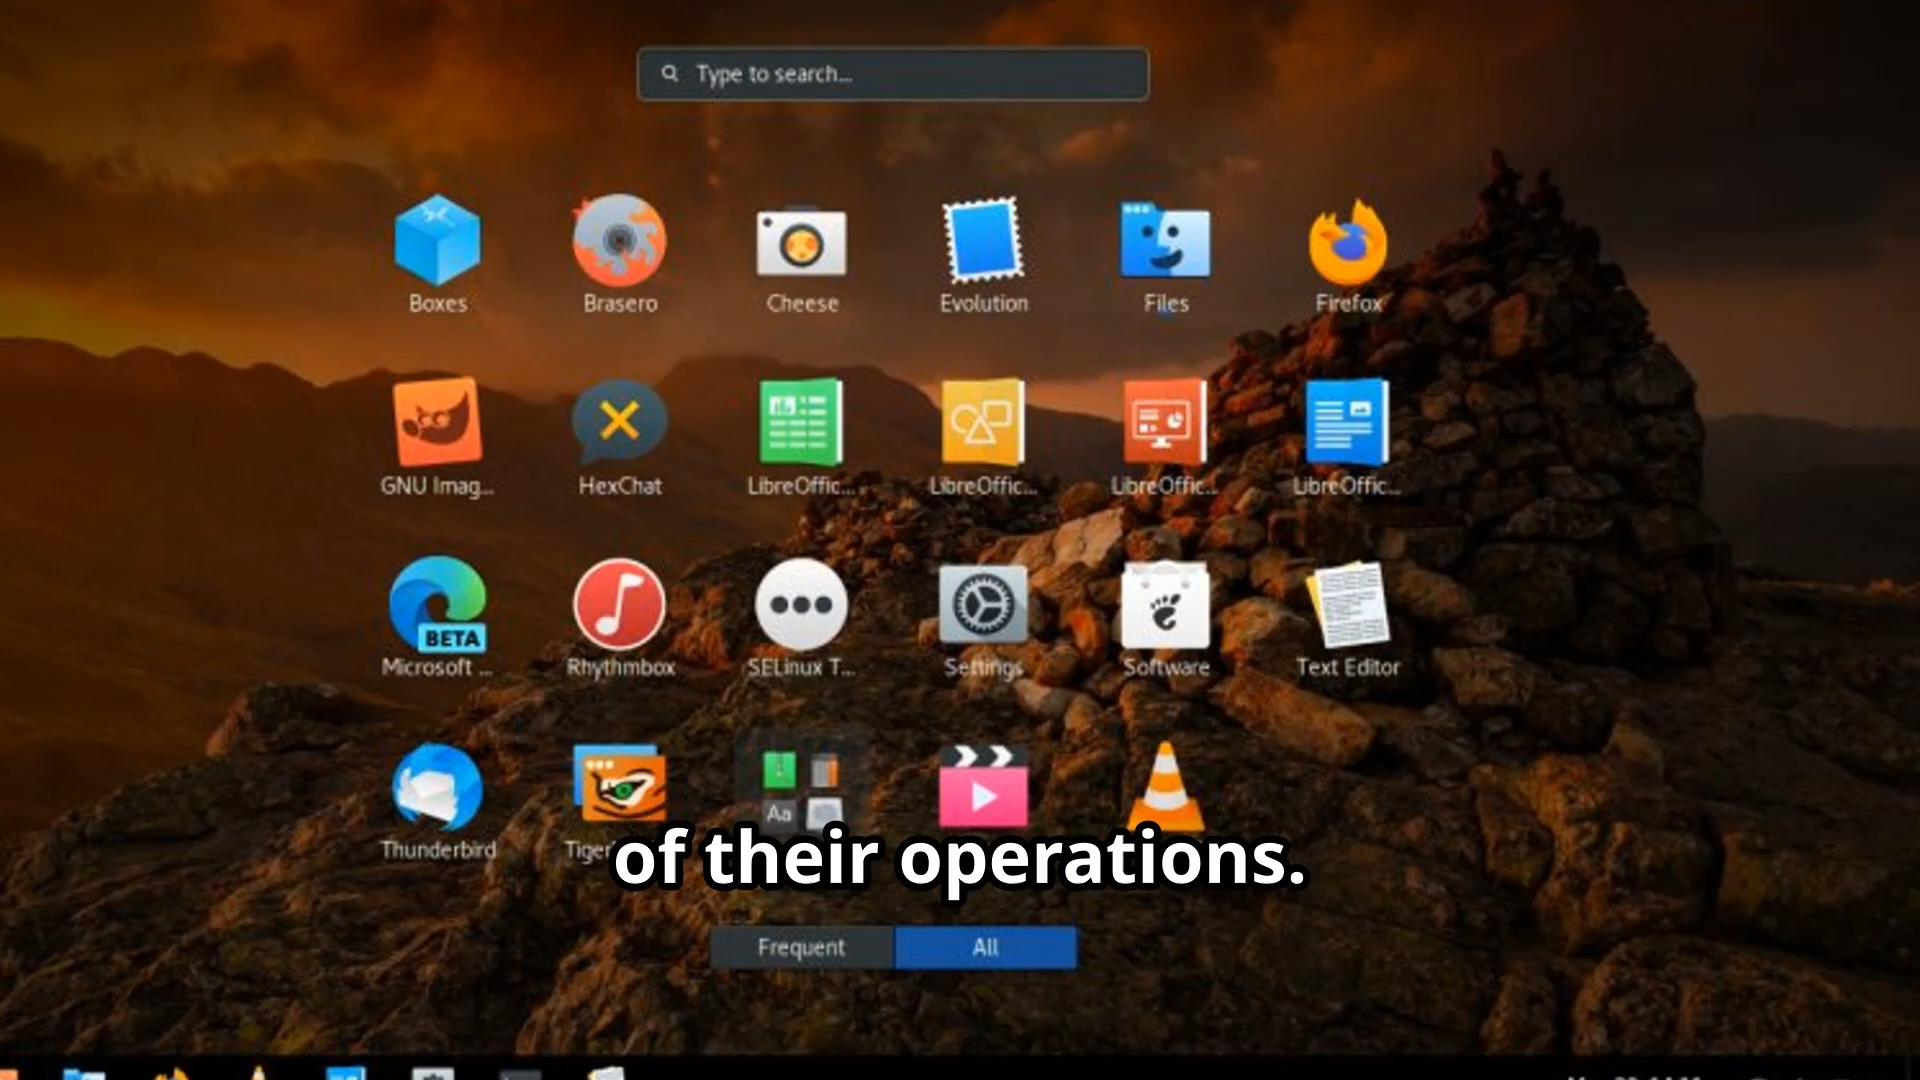 Type to search...
Boxes
Brasero
Cheese
Evolution
Files
Firefox
GNU Imag...
HexChat
LibreOffic...
LibreOffic...
LibreOffic...
LibreOffic...
BETA
Microsoft ...
Rhythmbox
SELinux T...
Settings
Software
Text Editor
Aa
Thunderbird
of their operations.
Frequent
All